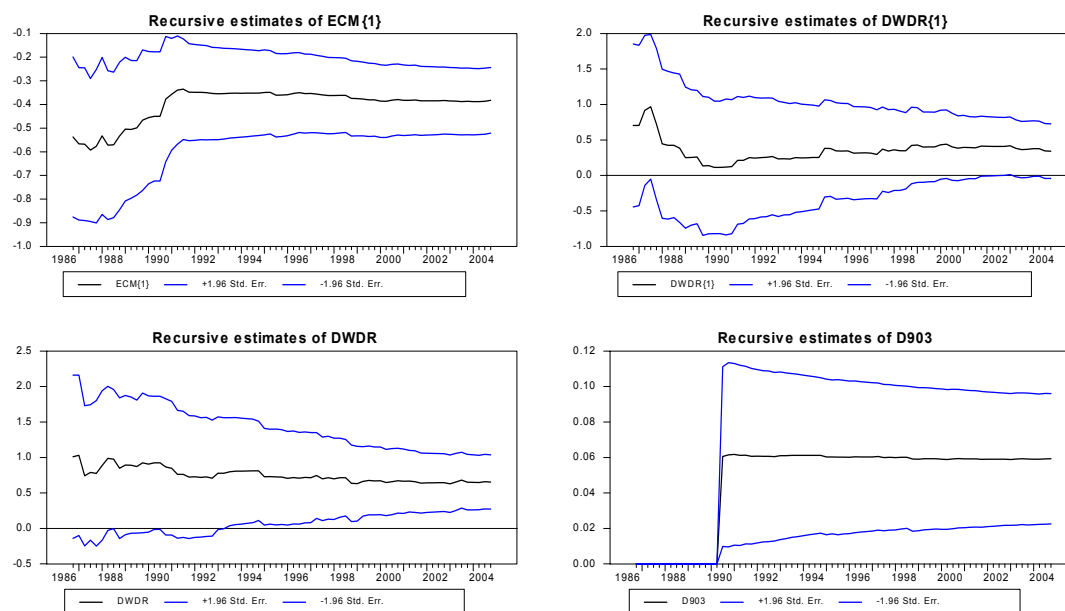 Recursive estimates of ECM{1}
-0.1
-0.2
-0.3
-0.4
-0.5
-0.6
-0.7
-0.8
-0.9
-1.0
1986 1988 1990 1992 1994 1996 1998 2000 2002 2004
ECM{1} +1.96 Std. Err. -1.96 Std. Err.
Recursive estimates of DWDR{1}
2.0
1.5
1.0
0.5
0.0
-0.5
-1.0
1986 1988 1990 1992 1994 1996 1998 2000 2002 2004
DWDR{1} +1.96 Std. Err. -1.96 Std. Err.
Recursive estimates of DWDR
2.5
2.0
1.5
1.0
0.5
0.0
-0.5
1986 1988 1990 1992 1994 1996 1998 2000 2002 2004
DWDR +1.96 Std. Err. -1.96 Std. Err.
Recursive estimates of D903
0.12
0.10
0.08
0.06
0.04
0.02
0.00
1986 1988 1990 1992 1994 1996 1998 2000 2002 2004
D903 +1.96 Std. Err. -1.96 Std. Err.